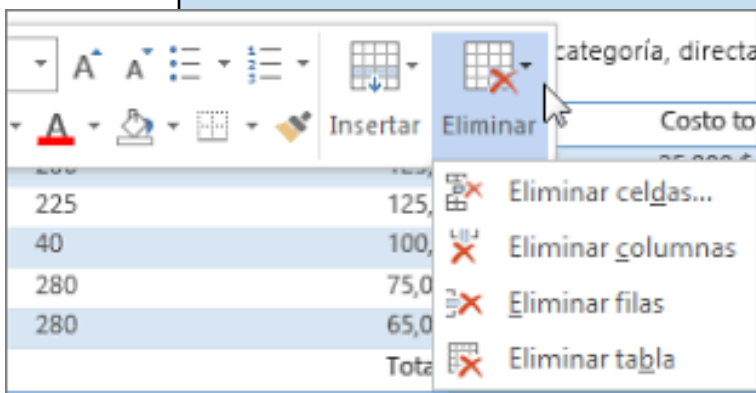 categoría, directa
Insertar Eliminar Costo to
225 125,
40 100,
280 75,0
280 65,0
Tota
Eliminar celdas...
Eliminar columnas
Eliminar filas
Eliminar tabla